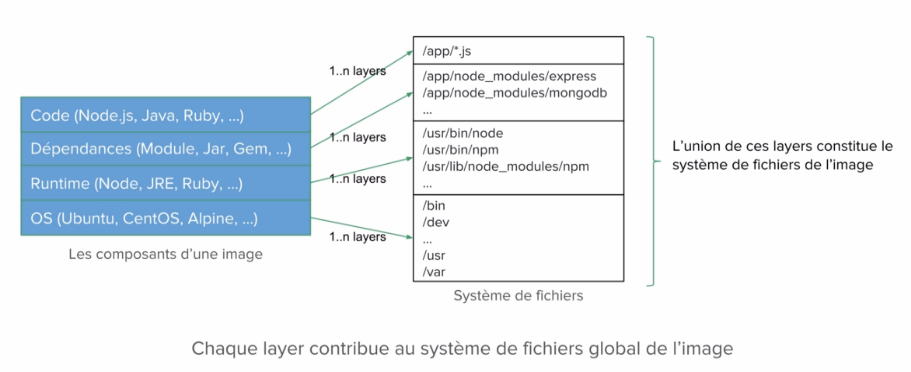 /app/*.js
1..n layers
/app/node_modules/express
/app/node_modules/mongodb
...
Code (Node.js, Java, Ruby, ...)
1..n layers
/usr/bin/node
/usr/bin/npm
/usr/lib/node_modules/npm
...
Dépendances (Module, Jar, Gem, ...)
L'union de ces layers constitue le
système de fichiers de l'image
Runtime (Node, JRE, Ruby, ...)
1..n layers
OS (Ubuntu, CentOS, Alpine, ...)
/bin
/dev
...
/usr
/var
1..n layers
Les composants d'une image
Système de fichiers
Chaque layer contribue au système de fichiers global de l'image